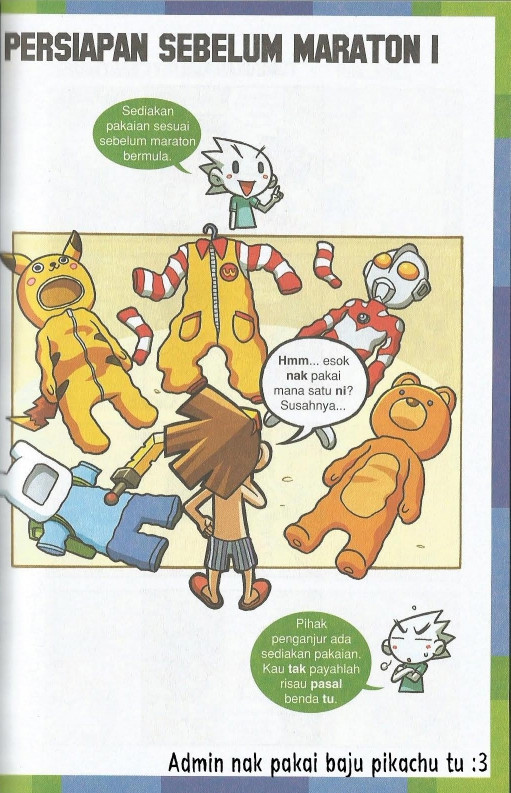 PERSIAPAN SEBELUM MARATON I
Sediakan
pakaian sesuai
sebelum maraton
bermula.
Hmm... esok
nak pakai
mana satu ni?
Susahnya...
Pihak
penganjur ada
sediakan pakaian.
Kau tak payahlah
risau pasal
benda tu.
Admin nak pakai baju pikachu tu :3